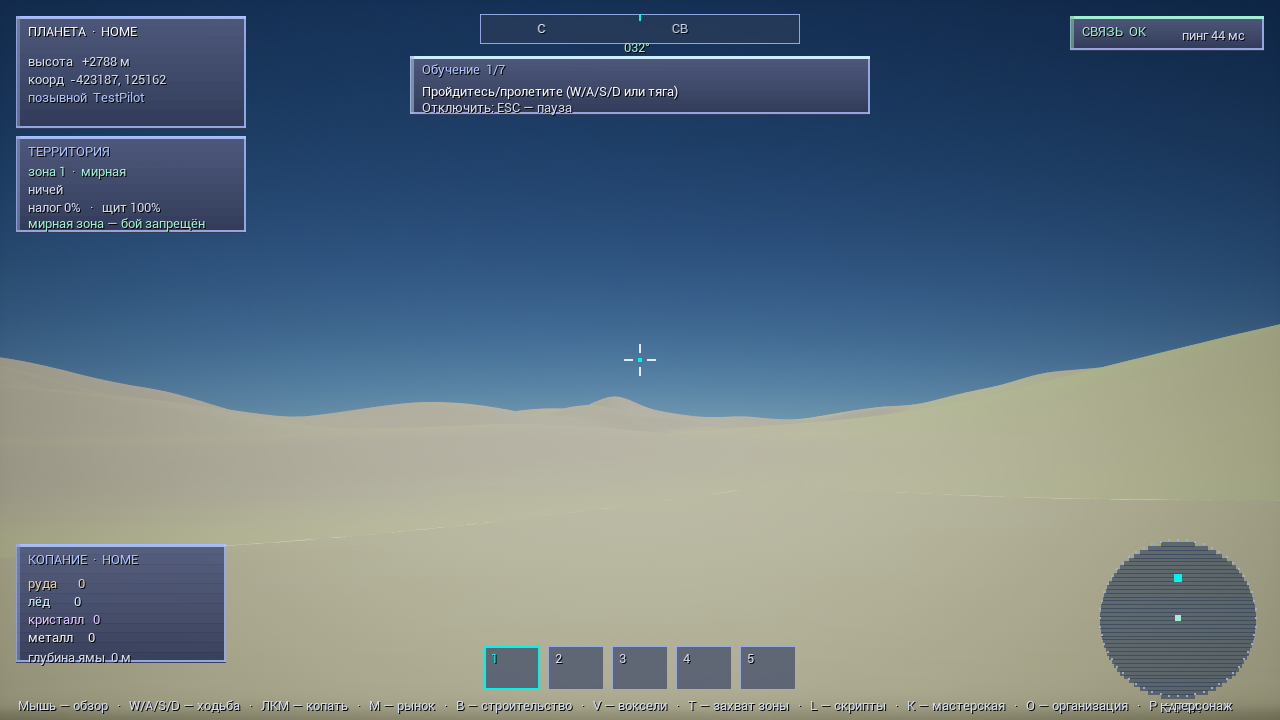 ПЛАНЕТА · HOME
высота +2788 м
коорд -423187, 125162
позывной TestPilot
ТЕРРИТОРИЯ
зона 1 · мирная
ничей
налог 0% · щит 100%
мирная зона — бой запрещён
С СВ
032°
Обучение 1/7
Пройдитесь/пролетите (W/A/S/D или тяга)
Отключить: ESC — пауза
СВЯЗЬ ОК пинг 44 мс
КОПАНИЕ · HOME
руда 0
лёд 0
кристалл 0
металл 0
глубина ямы 0 м
1 2 3 4 5
Мышь — обзор · W/A/S/D — ходьба · ЛКМ — копать · M — рынок · B — строительство · V — воксели · T — захват зоны · L — скрипты · K — мастерская · O — организация · P — персонаж